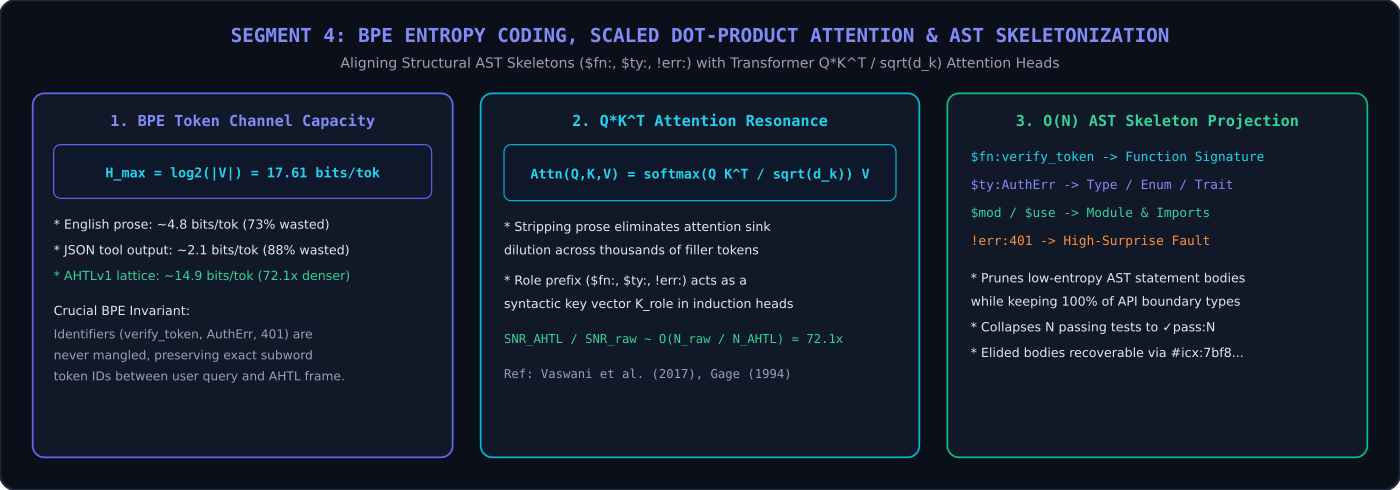 SEGMENT 4: BPE ENTROPY CODING, SCALED DOT-PRODUCT ATTENTION & AST SKELETONIZATION
Aligning Structural AST Skeletons ($fn:, $ty:, !err:) with Transformer Q*K^T / sqrt(d_k) Attention Heads
1. BPE Token Channel Capacity
H_max = log2(|V|) = 17.61 bits/tok
* English prose: ~4.8 bits/tok (73% wasted)
* JSON tool output: ~2.1 bits/tok (88% wasted)
* AHTLv1 lattice: ~14.9 bits/tok (72.1x denser)
Crucial BPE Invariant:
Identifiers (verify_token, AuthErr, 401) are
never mangled, preserving exact subword
token IDs between user query and AHTL frame.
2. Q*K^T Attention Resonance
Attn(Q,K,V) = softmax(Q K^T / sqrt(d_k)) V
* Stripping prose eliminates attention sink
dilution across thousands of filler tokens
* Role prefix ($fn:, $ty:, !err:) acts as a
syntactic key vector K_role in induction heads
SNR_AHTL / SNR_raw ~ O(N_raw / N_AHTL) = 72.1x
Ref: Vaswani et al. (2017), Gage (1994)
3. O(N) AST Skeleton Projection
$fn:verify_token -> Function Signature
$ty:AuthErr -> Type / Enum / Trait
$mod / $use -> Module & Imports
!err:401 -> High-Surprise Fault
* Prunes low-entropy AST statement bodies
while keeping 100% of API boundary types
* Collapses N passing tests to ✓pass:N
* Elided bodies recoverable via #icx:7bf8...